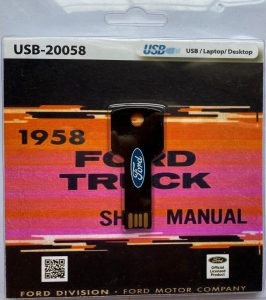 USB-20058
USB
USB / Laptop / Desktop
1958
FORD
TRUCK
Ford
SH MANUAL
Ford
Official
Licensed
Product
FORD DIVISION • FORD MOTOR COMPANY